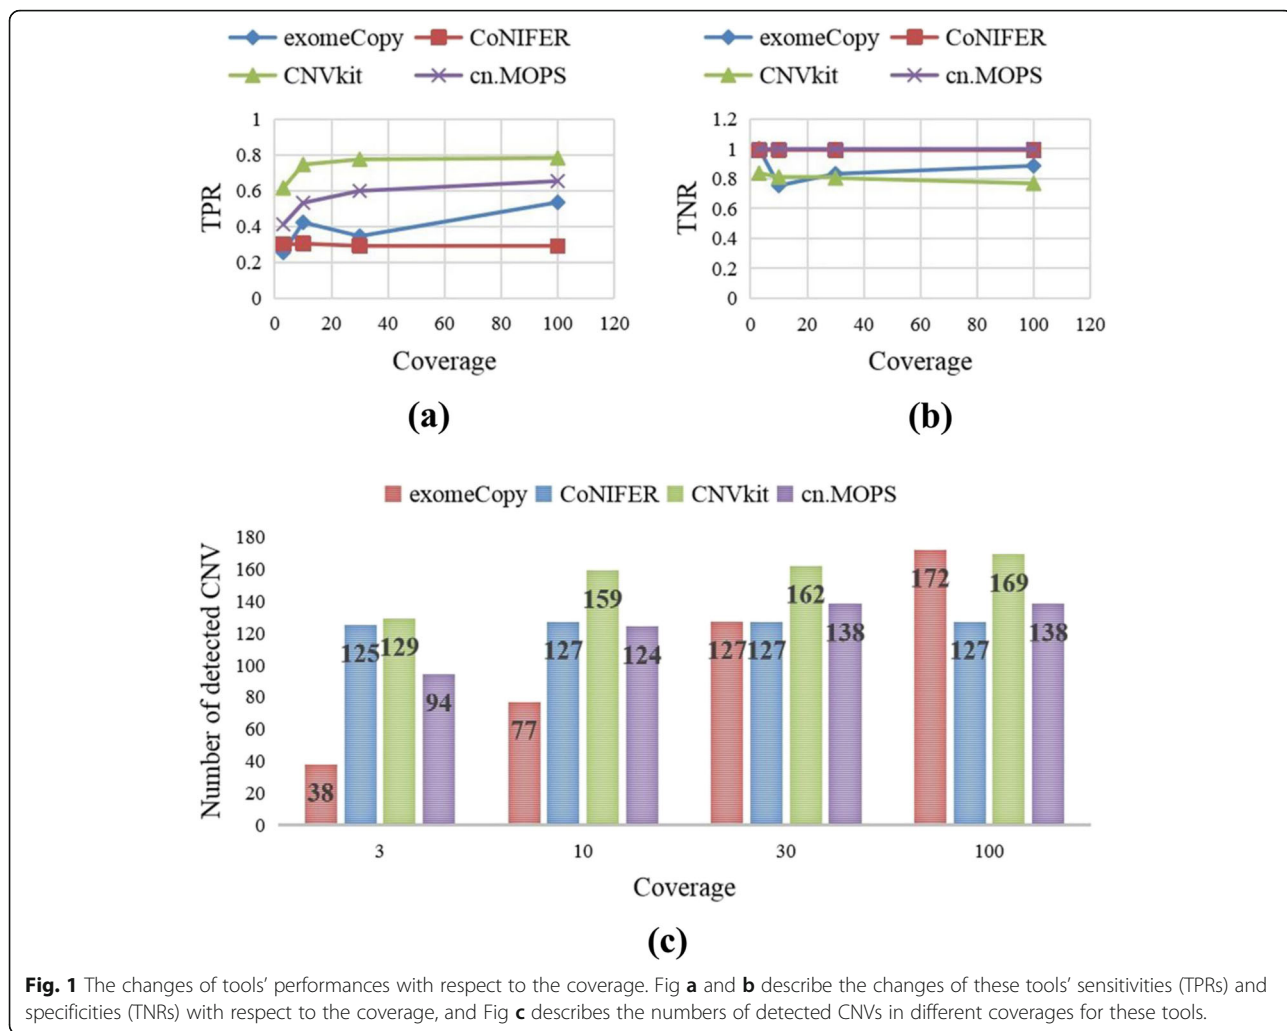 exomeCopy CoNIFER
CNVkit cn.MOPS
1
0.8
0.6
0.4
0.2
0
TPR
0 20 40 60 80 100 120
Coverage
(a)
exomeCopy CoNIFER
CNVkit cn.MOPS
1.2
1
0.8
0.6
0.4
0.2
0
TNR
0 20 40 60 80 100 120
Coverage
(b)
exomeCopy CoNIFER CNVkit cn.MOPS
180
160
140
120
100
80
60
40
20
0
Number of detected CNV
38 125 129 94
77 127 159 124
127 127 162 138
172 127 169 138
3 10 30 100
Coverage
(c)
Fig. 1 The changes of tools’ performances with respect to the coverage. Fig a and b describe the changes of these tools’ sensitivities (TPRs) and
specificities (TNRs) with respect to the coverage, and Fig c describes the numbers of detected CNVs in different coverages for these tools.